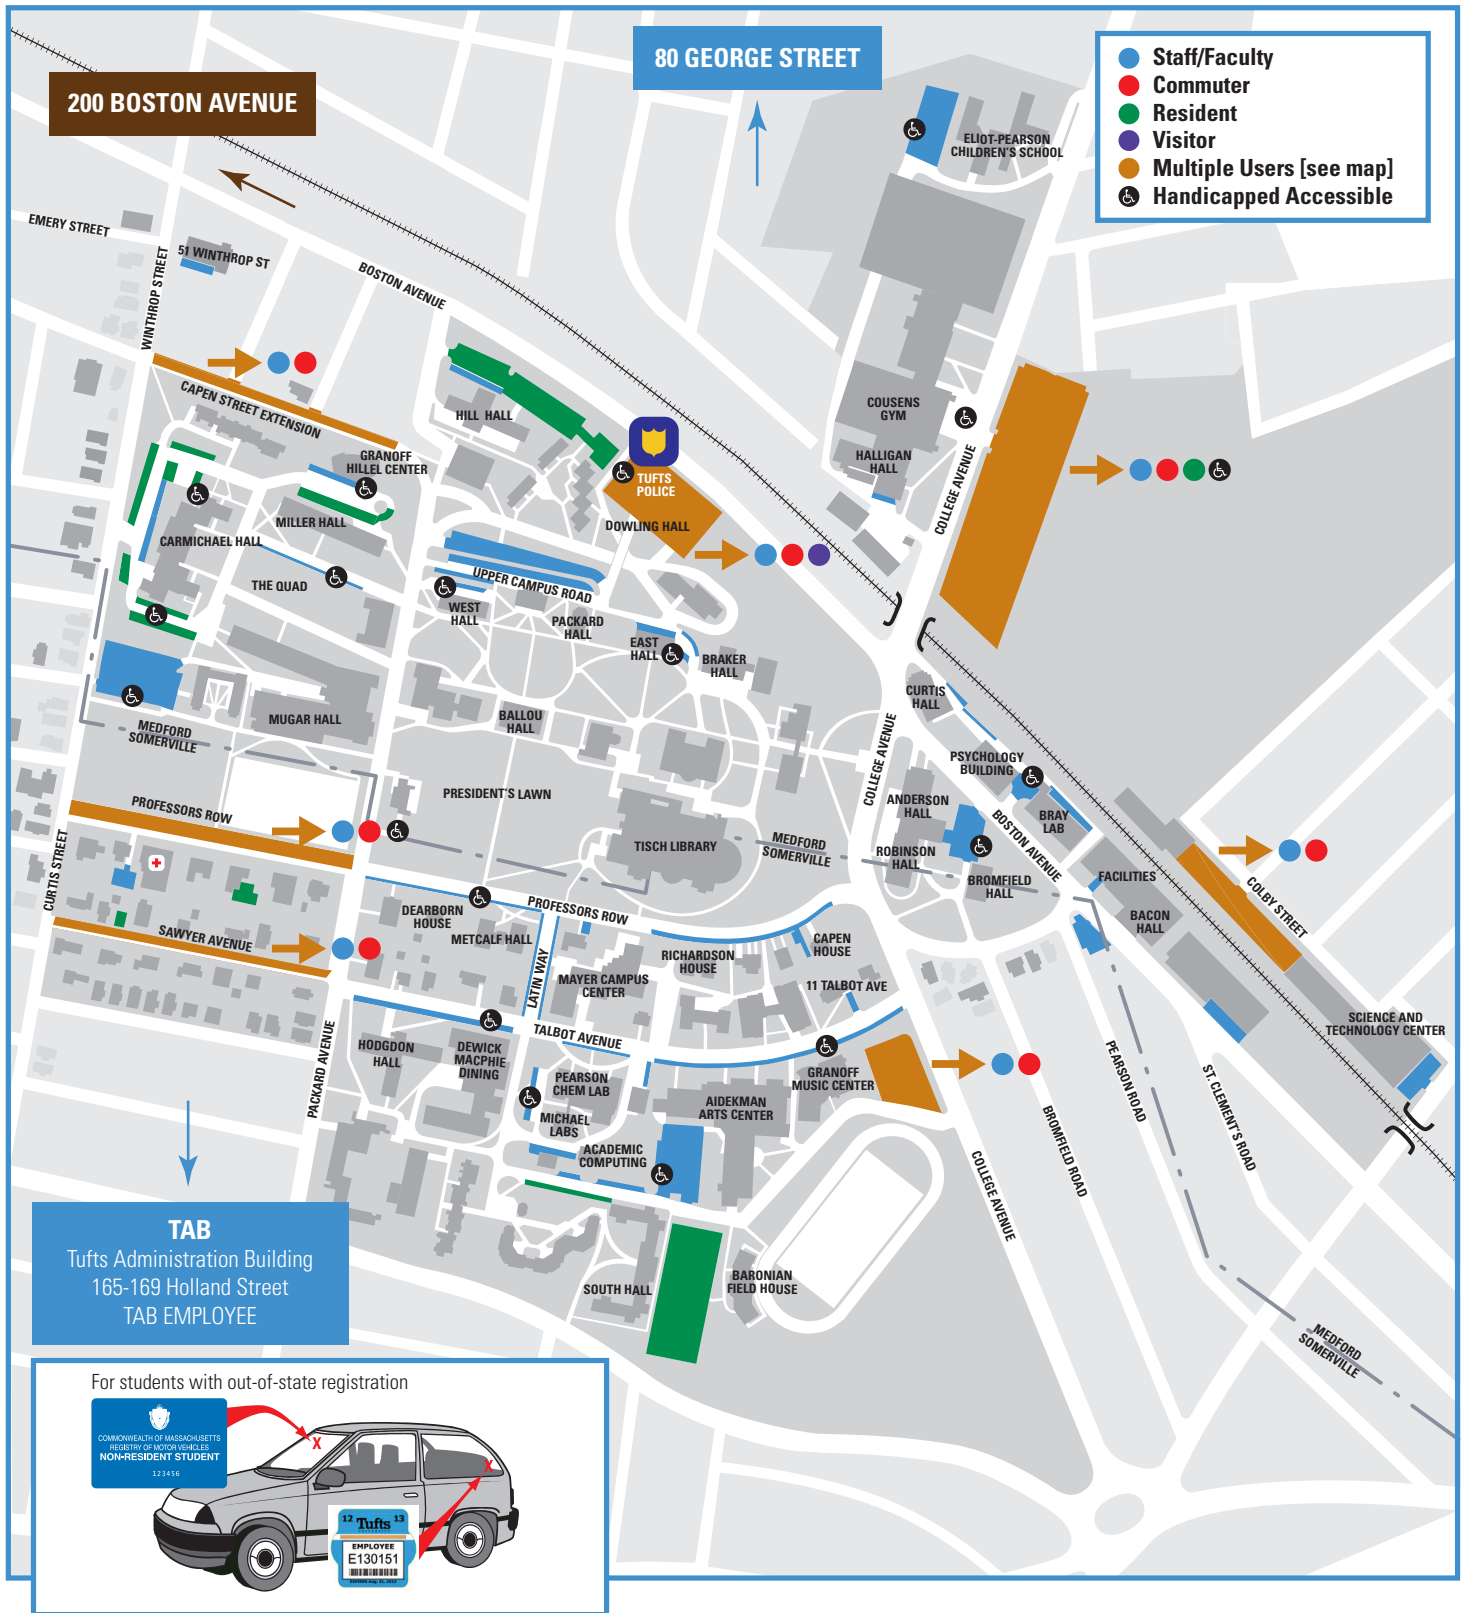 80 GEORGE STREET
200 BOSTON AVENUE
Staff/Faculty
Commuter
Resident
Visitor
Multiple Users [see map]
Handicapped Accessible
ELIOT-PEARSON
CHILDREN'S SCHOOL
EMERY STREET
51 WINTHROP ST
WINTHROP STREET
BOSTON AVENUE
CAPEN STREET EXTENSION
HILL HALL
COUSENS
GYM
GRANOFF
HILLEL CENTER
HALLIGAN
HALL
COLLEGE AVENUE
TUFTS
POLICE
DOWLING HALL
MILLER HALL
CARMICHAEL HALL
THE QUAD
UPPER CAMPUS ROAD
WEST
HALL
PACKARD
HALL
EAST
HALL
BRAKER
HALL
CURTIS
HALL
MUGAR HALL
BALLOU
HALL
MEDFORD
SOMERVILLE
COLLEGE AVENUE
PSYCHOLOGY
BUILDING
PRESIDENT'S LAWN
ANDERSON
HALL
BRAY
LAB
BOSTON AVENUE
PROFESSORS ROW
TISCH LIBRARY
MEDFORD
SOMERVILLE
ROBINSON
HALL
BROMFIELD
HALL
FACILITIES
CURTIS STREET
COLBY STREET
BACON
HALL
PROFESSORS ROW
DEARBORN
HOUSE
METCALF HALL
SAWYER AVENUE
LATIN WAY
RICHARDSON
HOUSE
CAPEN
HOUSE
MAYER CAMPUS
CENTER
11 TALBOT AVE
SCIENCE AND
TECHNOLOGY CENTER
TALBOT AVENUE
HODGDON
HALL
DEWICK
MACPHIE
DINING
PACKARD AVENUE
PEARSON
CHEM LAB
GRANOFF
MUSIC CENTER
PEARSON ROAD
ST. CLEMENT'S ROAD
MICHAEL
LABS
AIDEKMAN
ARTS CENTER
BROMFIELD ROAD
ACADEMIC
COMPUTING
COLLEGE AVENUE
TAB
Tufts Administration Building
165-169 Holland Street
TAB EMPLOYEE
SOUTH HALL
BARONIAN
FIELD HOUSE
MEDFORD
SOMERVILLE
For students with out-of-state registration
COMMONWEALTH OF MASSACHUSETTS
REGISTRY OF MOTOR VEHICLES
NON-RESIDENT STUDENT
123456
X
X
12 Tufts 13
UNIVERSITY
EMPLOYEE
E130151